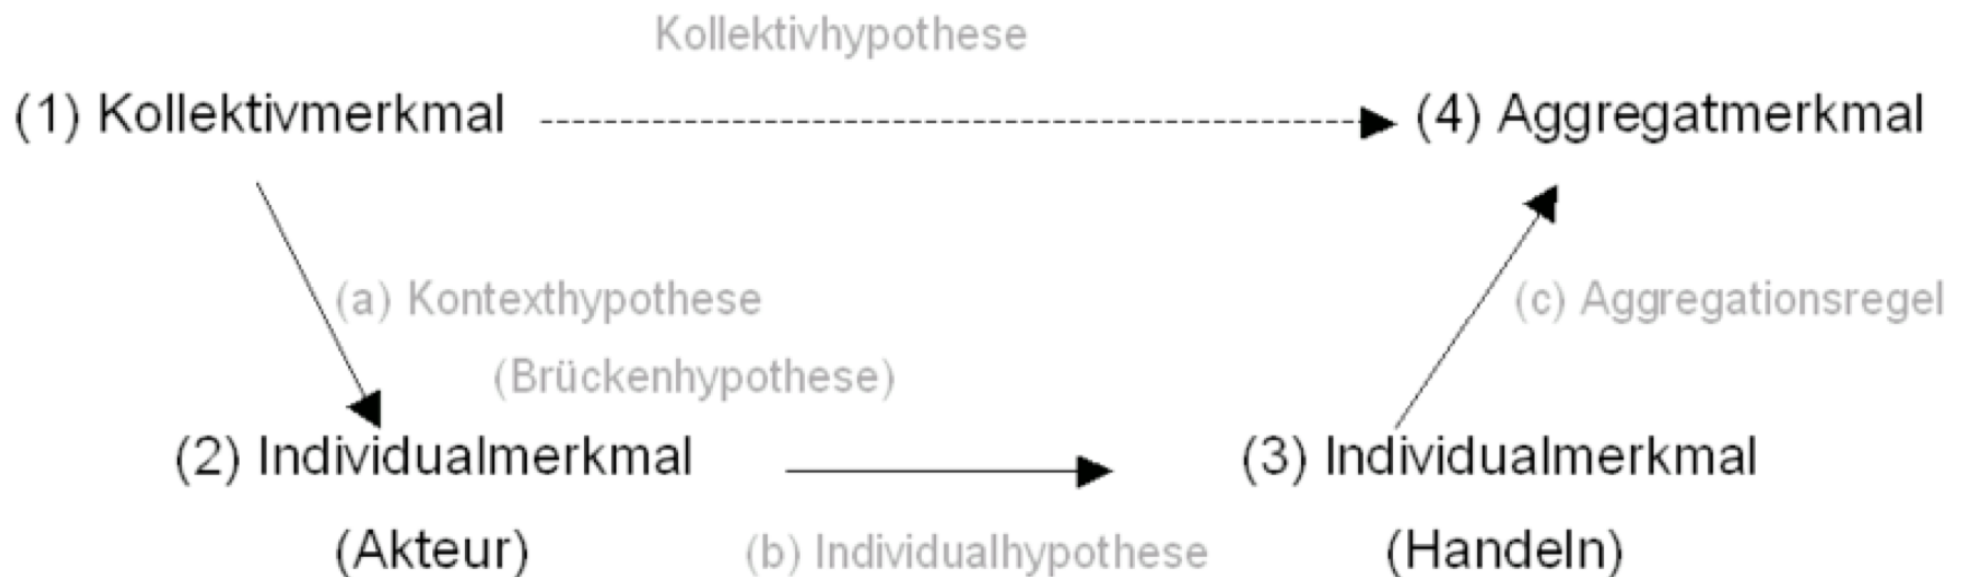 Kollektivhypothese
(1) Kollektivmerkmal
(4) Aggregatmerkmal
(a) Kontexthypothese
(c) Aggregationsregel
(Brückenhypothese)
(2) Individualmerkmal
(3) Individualmerkmal
(Akteur)
(b) Individualhypothese
(Handeln)